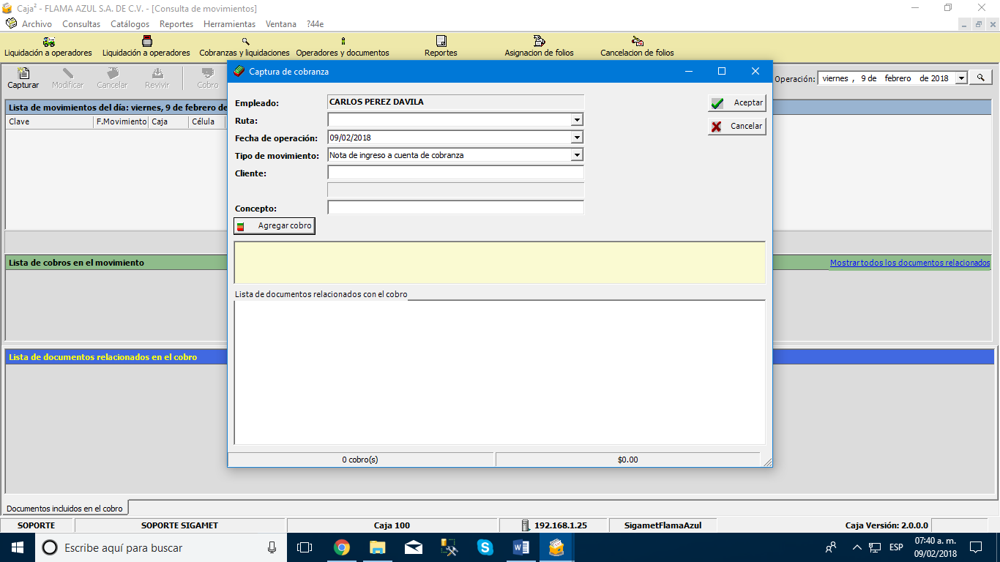 Caja² - FLAMA AZUL S.A. DE C.V. - [Consulta de movimientos]
Archivo Consultas Catálogos Reportes Herramientas Ventana ?44e
Liquidación a operadores Liquidación a operadores Cobranzas y liquidaciones Operadores y documentos Reportes Asignacion de folios Cancelacion de folios
Capturar Modificar Cancelar Revivir Cobro
Operación: viernes , 9 de febrero de 2018
Lista de movimientos del día: viernes, 9 de febrero de
Clave F.Movimiento Caja Célula
Captura de cobranza
Empleado: CARLOS PEREZ DAVILA
Aceptar
Ruta:
Cancelar
Fecha de operación: 09/02/2018
Tipo de movimiento: Nota de ingreso a cuenta de cobranza
Cliente:
Concepto:
Agregar cobro
Lista de documentos relacionados con el cobro
0 cobro(s) $0.00
Lista de cobros en el movimiento
Mostrar todos los documentos relacionados
Lista de documentos relacionados en el cobro
Documentos incluidos en el cobro
SOPORTE SOPORTE SIGAMET Caja 100 192.168.1.25 SigametFlamaAzul Caja Versión: 2.0.0.0
Escribe aquí para buscar
ESP
07:40 a. m.
09/02/2018